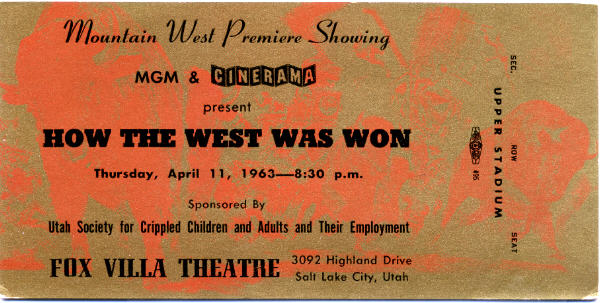 Mountain West Premiere Showing
MGM & CINERAMA
present
HOW THE WEST WAS WON
Thursday, April 11, 1963—8:30 p.m.
Sponsored By
Utah Society for Crippled Children and Adults and Their Employment
FOX VILLA THEATRE
3092 Highland Drive
Salt Lake City, Utah
SEC. ROW SEAT
UPPER STADIUM
495